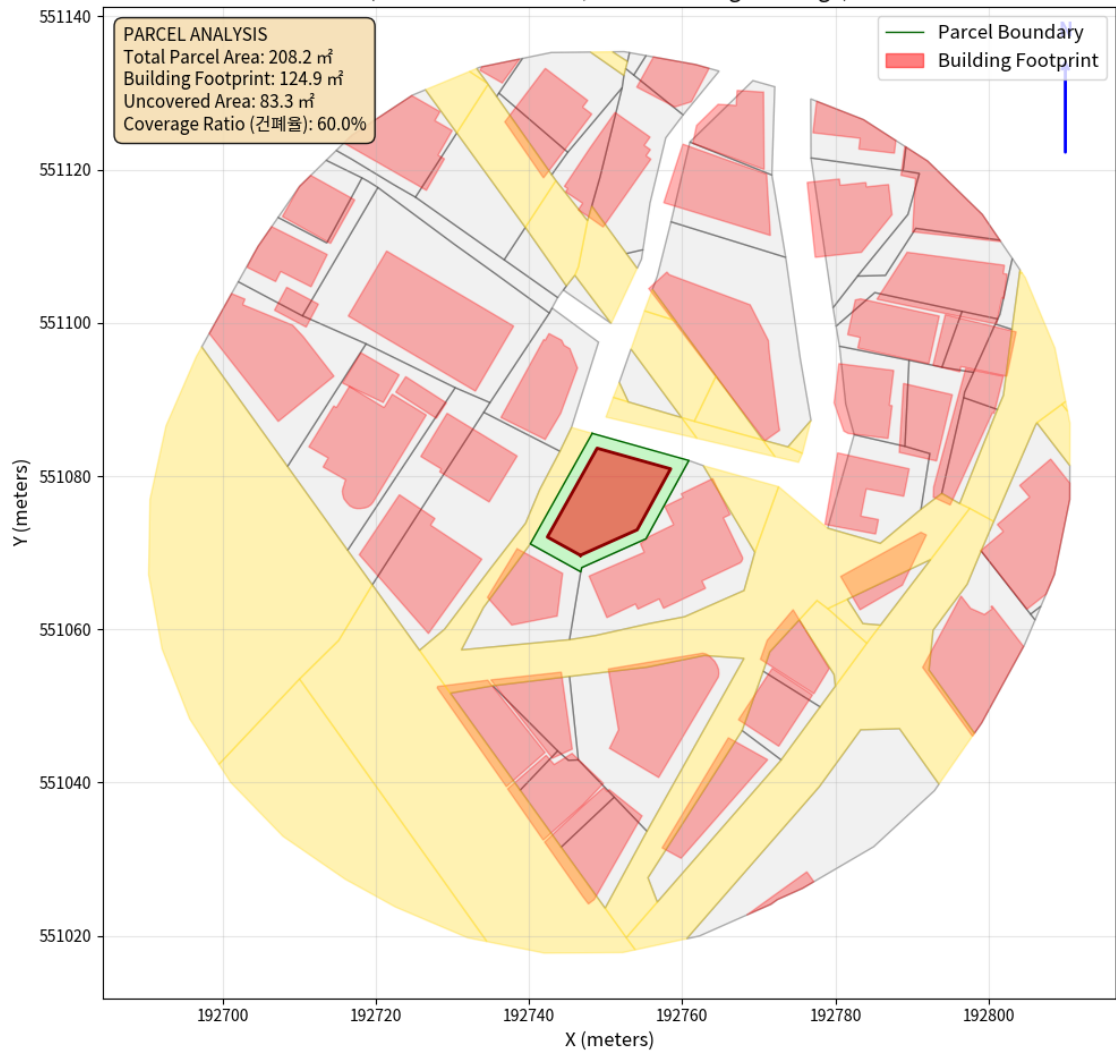 PARCEL ANALYSIS
Total Parcel Area: 208.2 ㎡
Building Footprint: 124.9 ㎡
Uncovered Area: 83.3 ㎡
Coverage Ratio (건폐율): 60.0%
N
Parcel Boundary
Building Footprint
551140
551120
551100
551080
551060
551040
551020
Y (meters)
192700
192720
192740
192760
192780
192800
X (meters)